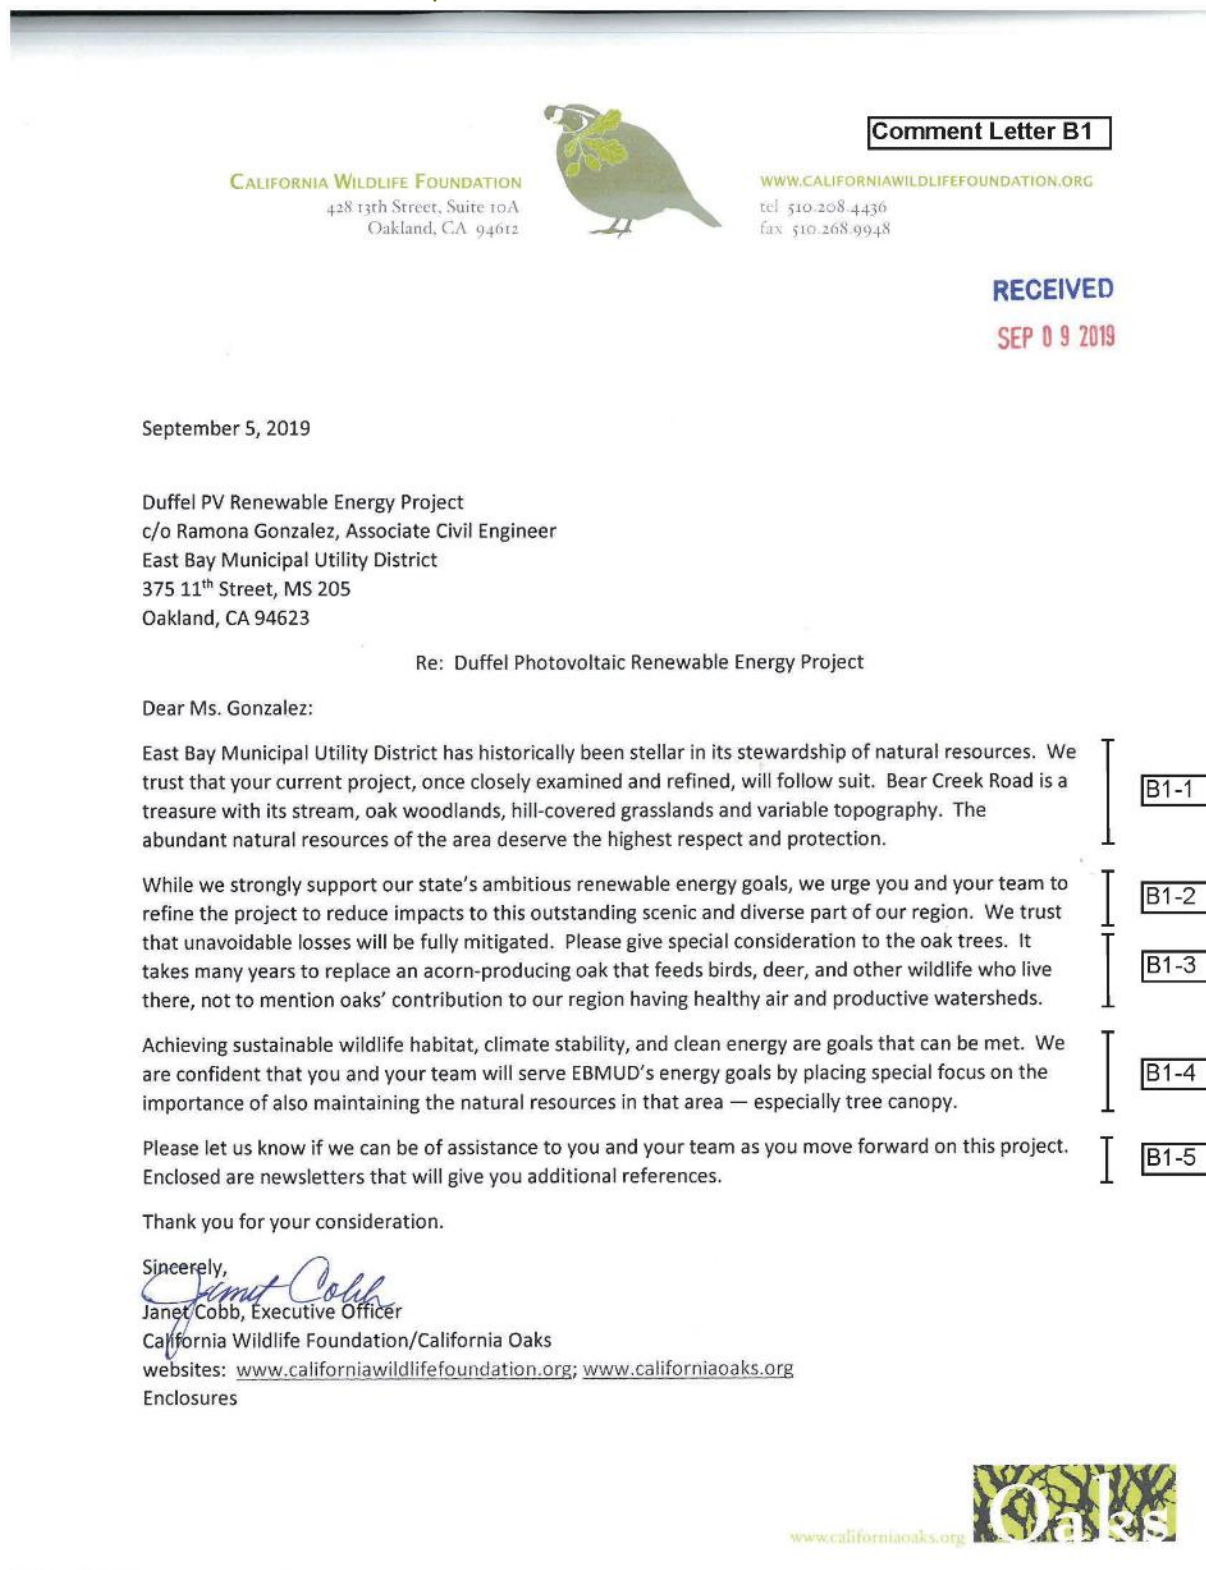 Comment Letter B1
CALIFORNIA WILDLIFE FOUNDATION
428 13th Street, Suite 10A
Oakland, CA 94612
WWW.CALIFORNIAWILDLIFEFOUNDATION.ORG
tel 510.208.4436
fax 510.268.9948
RECEIVED
SEP 09 2019
September 5, 2019
Duffel PV Renewable Energy Project
c/o Ramona Gonzalez, Associate Civil Engineer
East Bay Municipal Utility District
375 11th Street, MS 205
Oakland, CA 94623
Re: Duffel Photovoltaic Renewable Energy Project
Dear Ms. Gonzalez:
East Bay Municipal Utility District has historically been stellar in its stewardship of natural resources. We
trust that your current project, once closely examined and refined, will follow suit. Bear Creek Road is a
treasure with its stream, oak woodlands, hill-covered grasslands and variable topography. The
abundant natural resources of the area deserve the highest respect and protection.
B1-1
While we strongly support our state's ambitious renewable energy goals, we urge you and your team to
refine the project to reduce impacts to this outstanding scenic and diverse part of our region. We trust
that unavoidable losses will be fully mitigated. Please give special consideration to the oak trees. It
takes many years to replace an acorn-producing oak that feeds birds, deer, and other wildlife who live
there, not to mention oaks' contribution to our region having healthy air and productive watersheds.
B1-2
B1-3
Achieving sustainable wildlife habitat, climate stability, and clean energy are goals that can be met. We
are confident that you and your team will serve EBMUD's energy goals by placing special focus on the
importance of also maintaining the natural resources in that area — especially tree canopy.
B1-4
Please let us know if we can be of assistance to you and your team as you move forward on this project.
Enclosed are newsletters that will give you additional references.
B1-5
Thank you for your consideration.
Sincerely,
Janet Cobb
Janet Cobb, Executive Officer
California Wildlife Foundation/California Oaks
websites: www.californiawildlifefoundation.org; www.californiaoaks.org
Enclosures
www.californiaoaks.org
Oaks